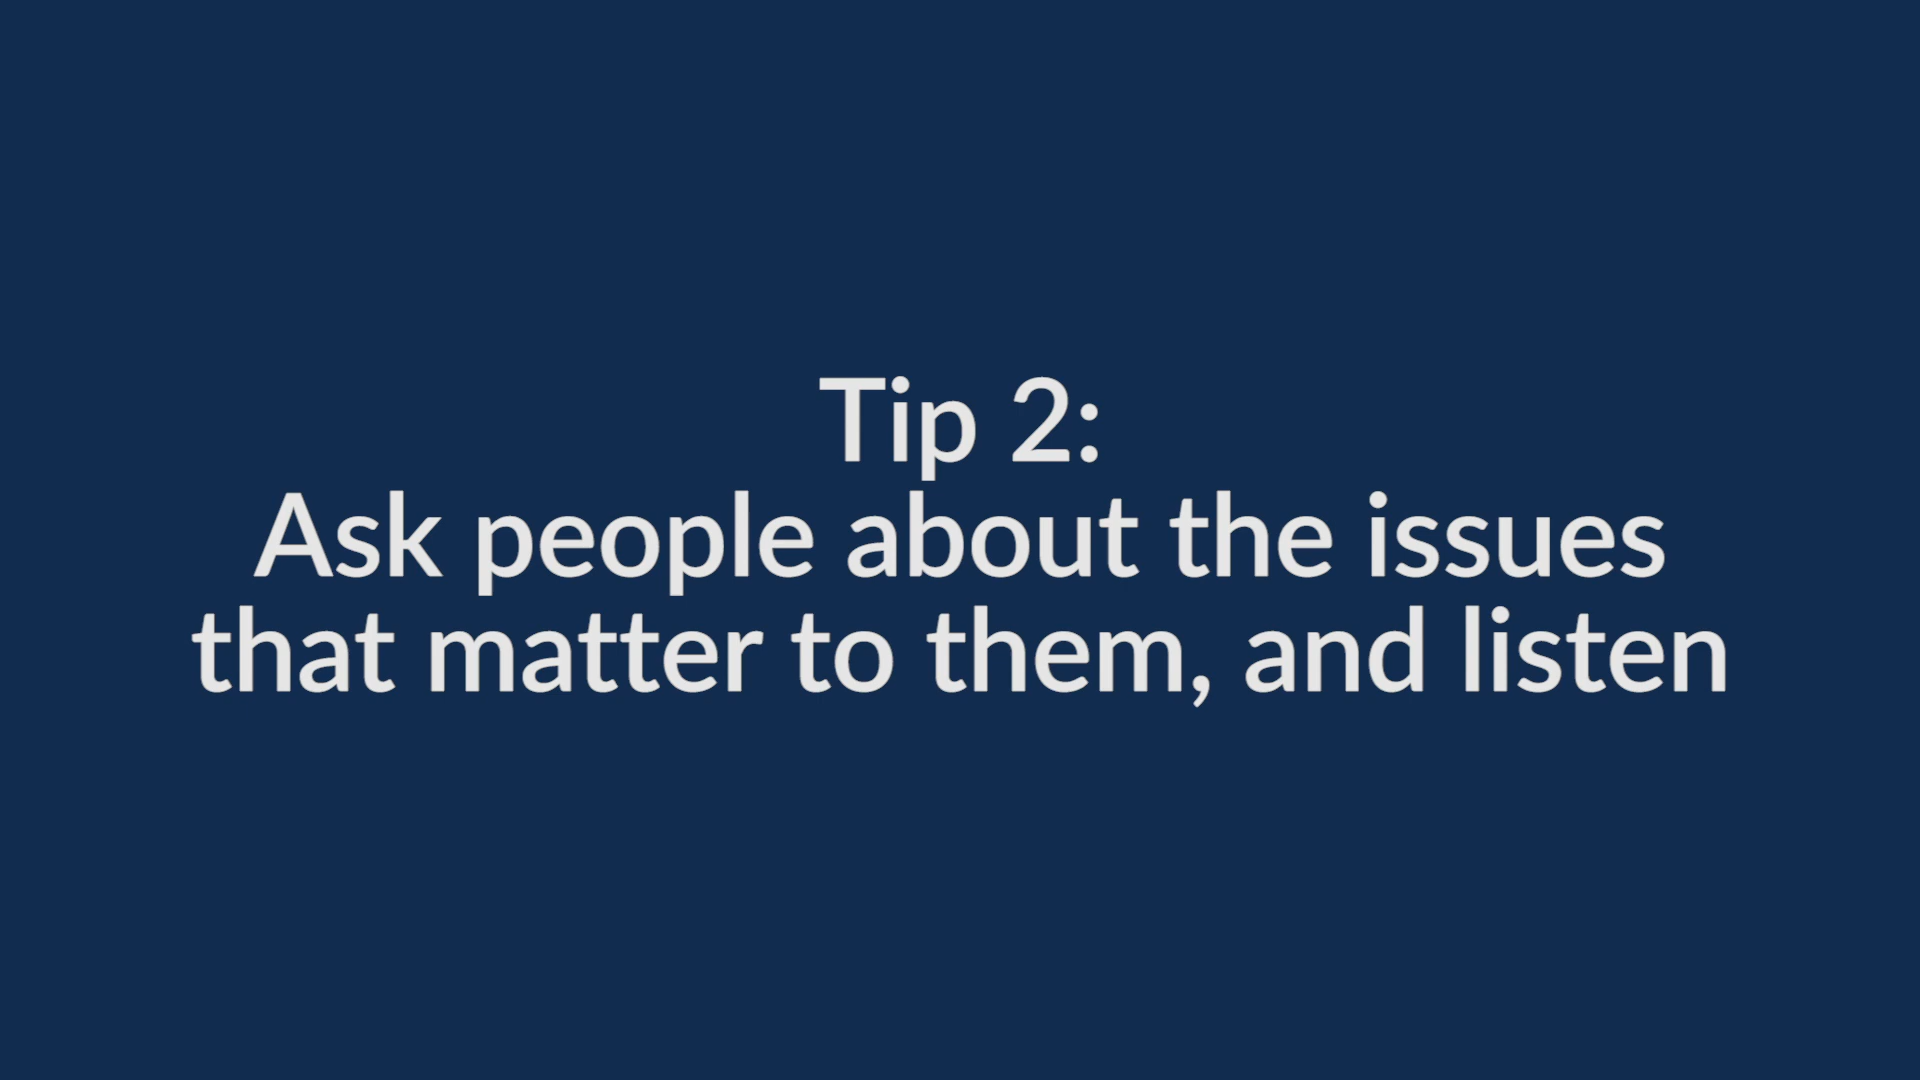 Tip 2:
Ask people about the issues
that matter to them, and listen